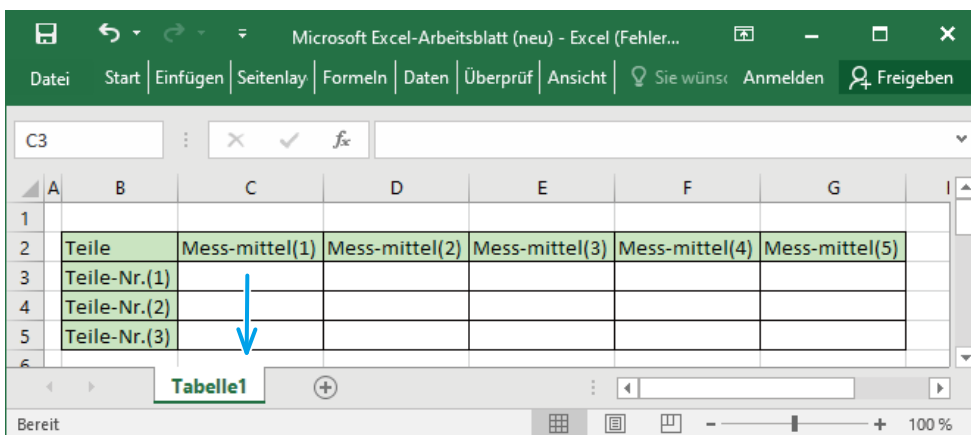 Microsoft Excel-Arbeitsblatt (neu) - Excel (Fehler...
Datei Start Einfügen Seitenlay Formeln Daten Überprüf Ansicht Sie wünsc Anmelden Freigeben
C3 fx
A B C D E F G
1
2 Teile Mess-mittel(1) Mess-mittel(2) Mess-mittel(3) Mess-mittel(4) Mess-mittel(5)
3 Teile-Nr.(1)
4 Teile-Nr.(2)
5 Teile-Nr.(3)
6
Tabelle1
Bereit 100 %